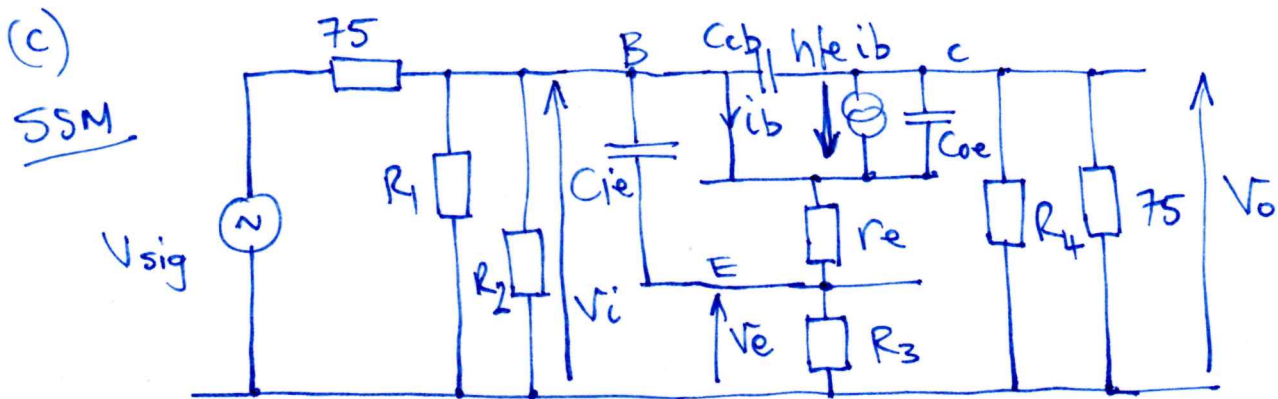 (c)
SSM
75
B
Ccb
hfe ib
c
ib
Coe
R1
Cie
re
R4
75
Vo
Vsig
R2
Vi
E
Ve
R3